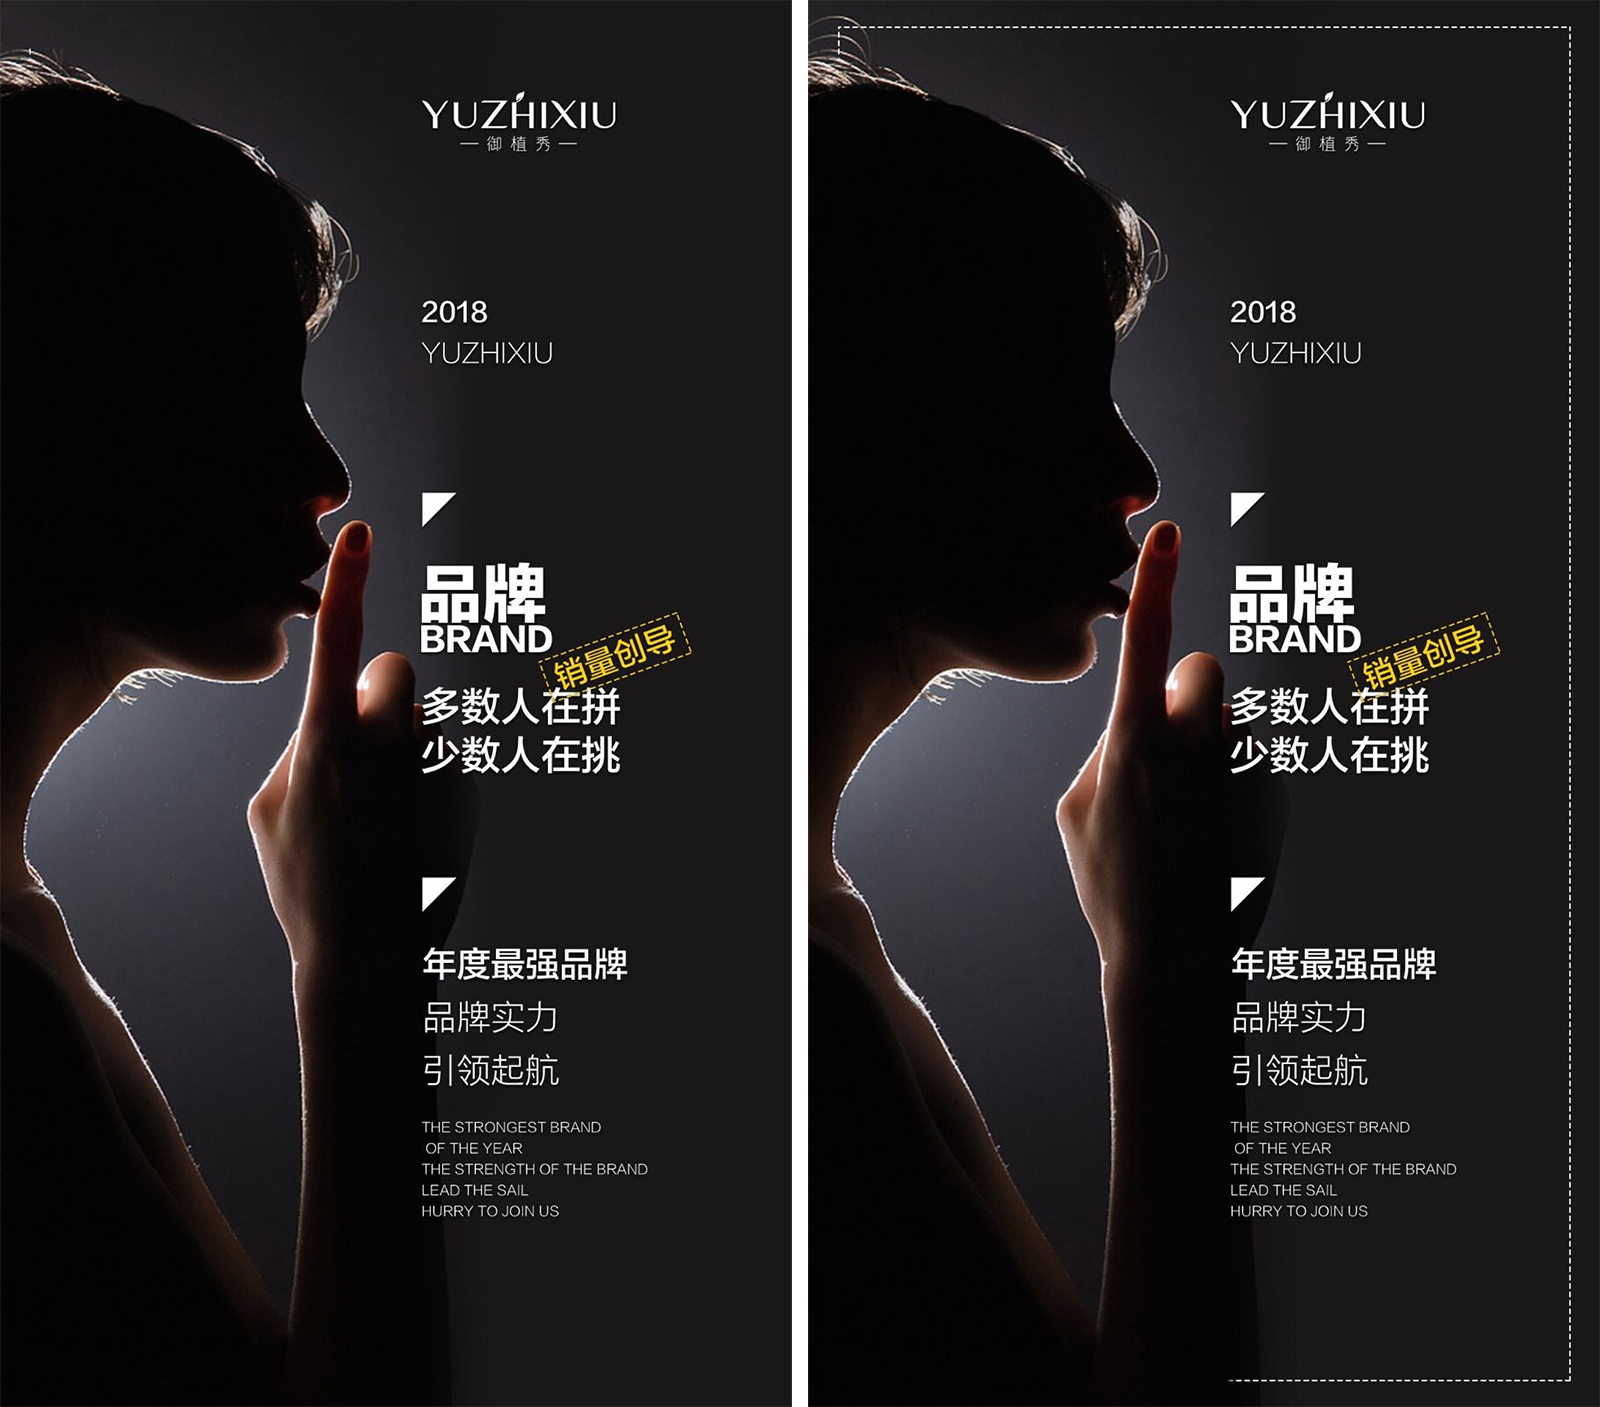 YUZHIXIU
御植秀
2018
YUZHIXIU
品牌
BRAND
销量创导
多数人在拼
少数人在挑
年度最强品牌
品牌实力
引领起航
THE STRONGEST BRAND
OF THE YEAR
THE STRENGTH OF THE BRAND
LEAD THE SAIL
HURRY TO JOIN US
YUZHIXIU
御植秀
2018
YUZHIXIU
品牌
BRAND
销量创导
多数人在拼
少数人在挑
年度最强品牌
品牌实力
引领起航
THE STRONGEST BRAND
OF THE YEAR
THE STRENGTH OF THE BRAND
LEAD THE SAIL
HURRY TO JOIN US